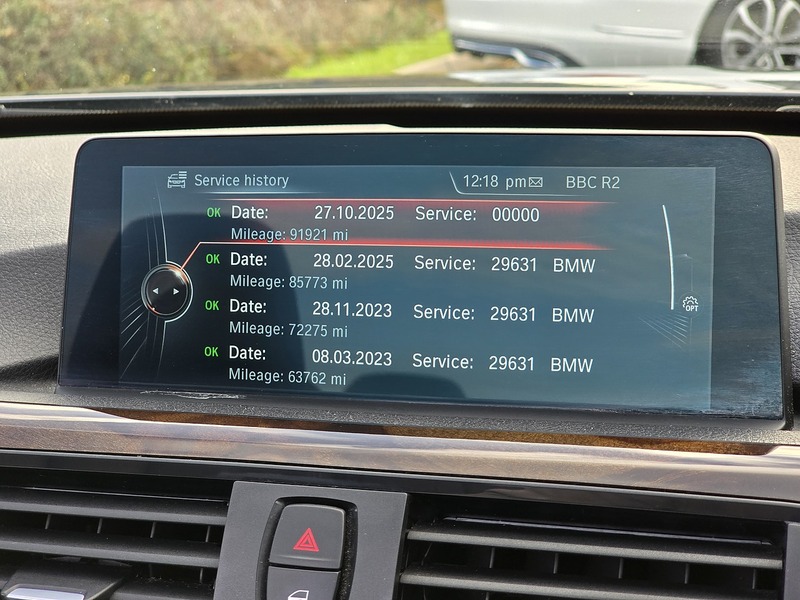 Service history 12:18 pm BBC R2
OK Date: 27.10.2025 Service: 00000
Mileage: 91921 mi
OK Date: 28.02.2025 Service: 29631 BMW
Mileage: 85773 mi
OK Date: 28.11.2023 Service: 29631 BMW
Mileage: 72275 mi
OK Date: 08.03.2023 Service: 29631 BMW
Mileage: 63762 mi
OPT